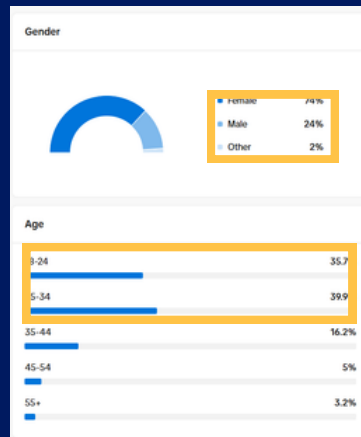 Gender
Female 74%
Male 24%
Other 2%
Age
8-24 35.7
5-34 39.9
35-44 16.2%
45-54 5%
55+ 3.2%